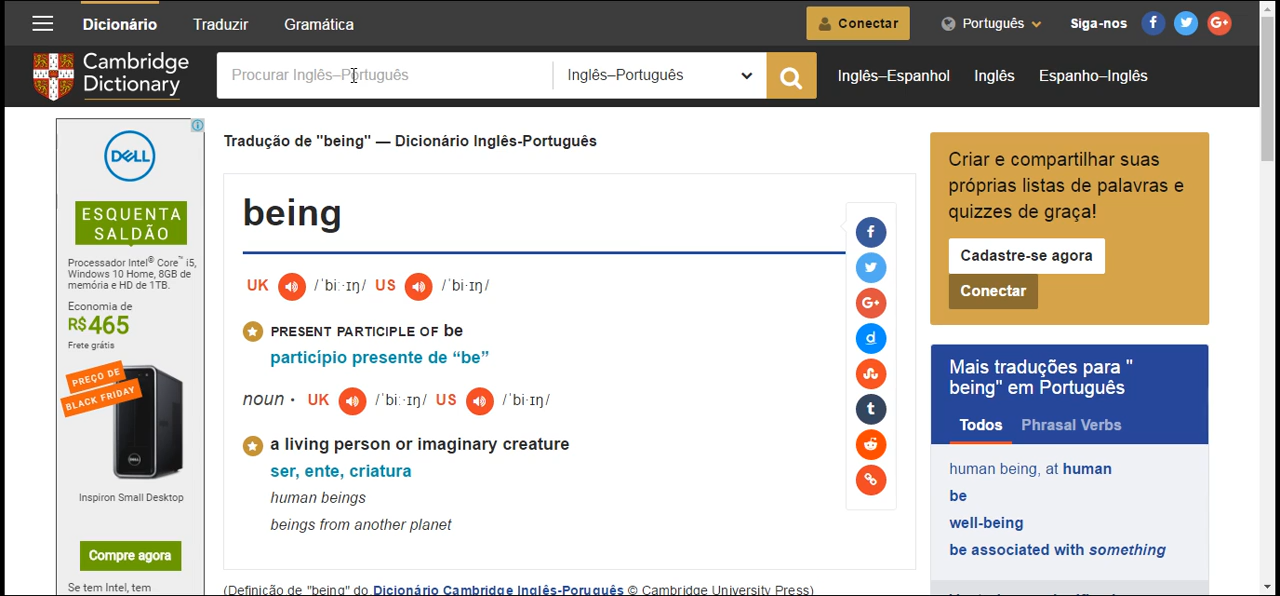 Dicionário
Traduzir
Gramática
Conectar
Português
Siga-nos
f
G+
Cambridge
Dictionary
Procurar Inglês–Português
Inglês–Português
Inglês–Espanhol
Inglês
Espanho–Inglês
DELL
ESQUENTA
SALDÃO
Processador Intel® Core™ i5,
Windows 10 Home, 8GB de
memória e HD de 1TB.
Economia de
R$465
Frete grátis
PREÇO DE
BLACK FRIDAY
DELL
Inspiron Small Desktop
Compre agora
Se tem Intel, tem
Tradução de "being" — Dicionário Inglês-Português
being
UK /ˈbiː·ɪŋ/ US /ˈbi·ɪŋ/
PRESENT PARTICIPLE OF be
particípio presente de “be”
noun · UK /ˈbiː·ɪŋ/ US /ˈbi·ɪŋ/
a living person or imaginary creature
ser, ente, criatura
human beings
beings from another planet
(Definição de "being" do Dicionário Cambridge Inglês-Português © Cambridge University Press)
f
G+
d
t
Criar e compartilhar suas
próprias listas de palavras e
quizzes de graça!
Cadastre-se agora
Conectar
Mais traduções para "
being" em Português
Todos
Phrasal Verbs
human being, at human
be
well-being
be associated with something